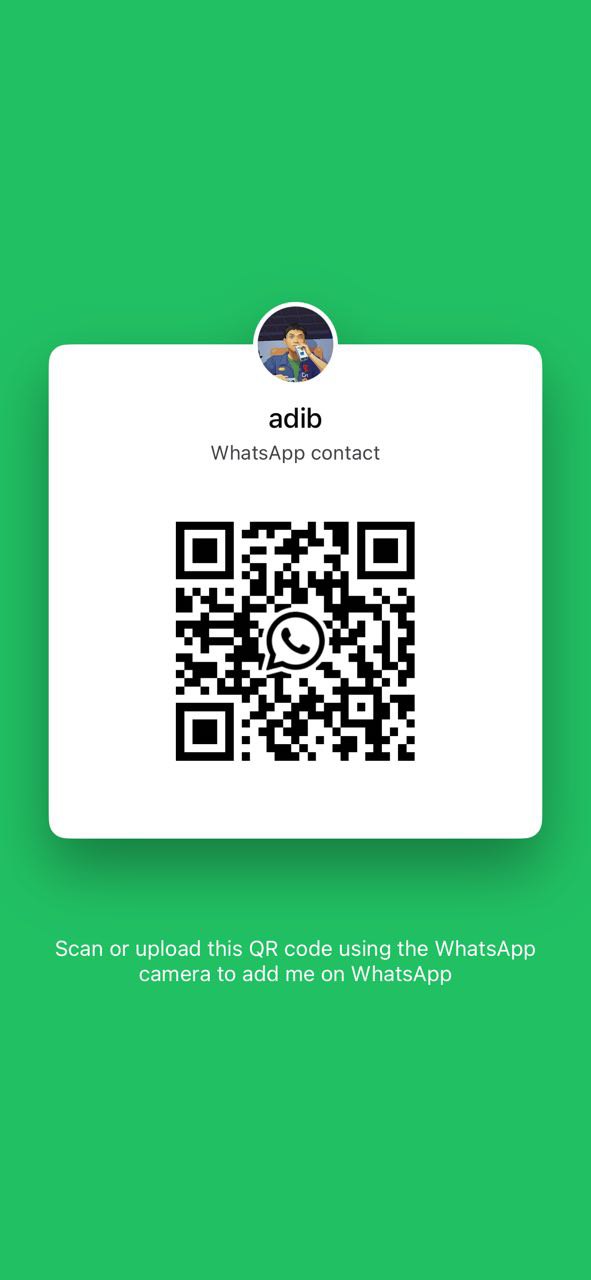 adib
WhatsApp contact
Scan or upload this QR code using the WhatsApp
camera to add me on WhatsApp